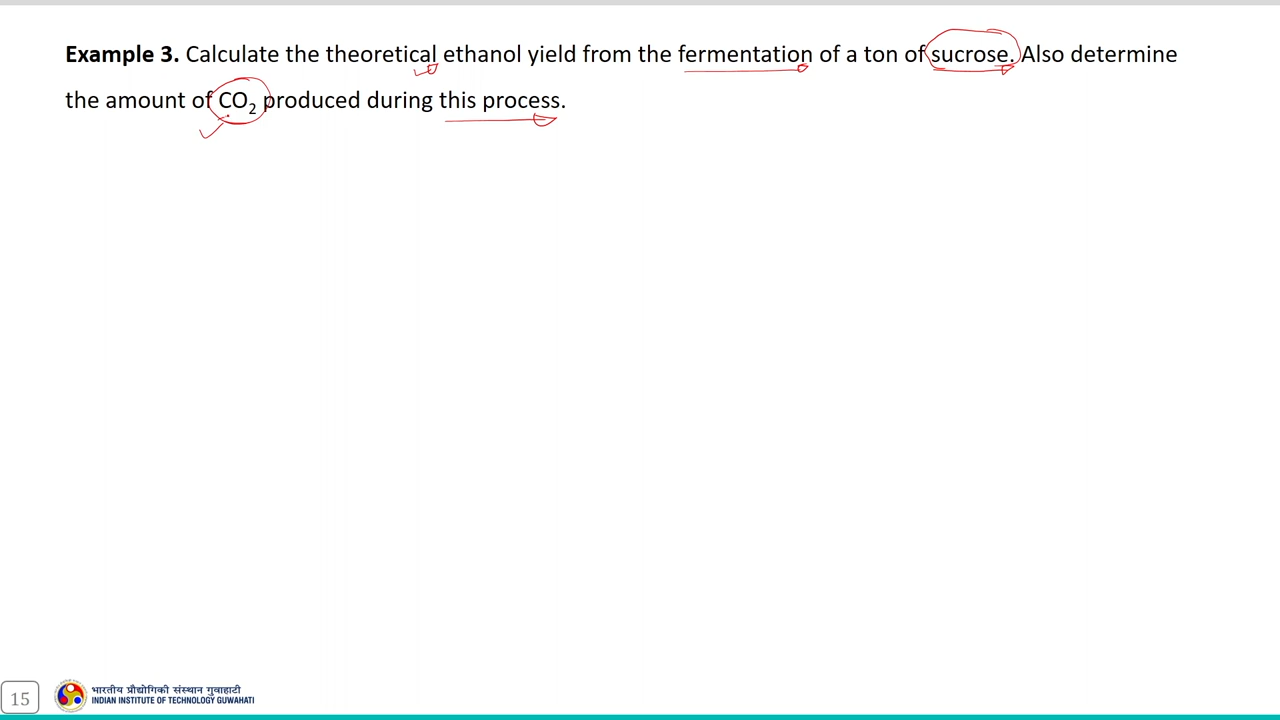 Example 3. Calculate the theoretical ethanol yield from the fermentation of a ton of sucrose. Also determine
the amount of CO₂ produced during this process.
15
भारतीय प्रौद्योगिकी संस्थान गुवाहाटी
INDIAN INSTITUTE OF TECHNOLOGY GUWAHATI